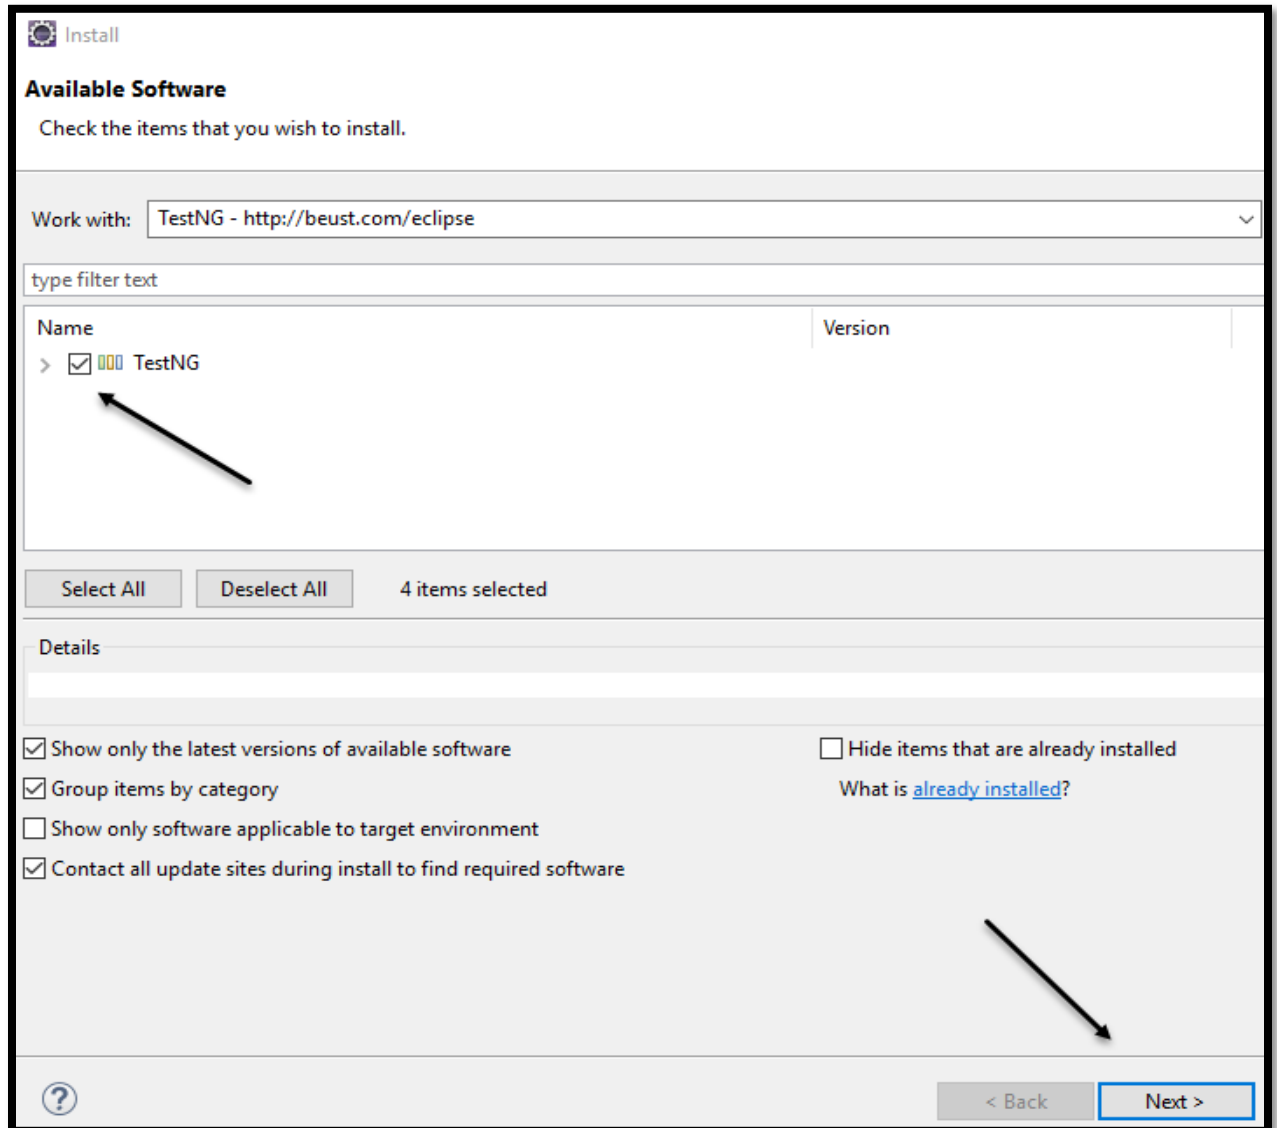 Install
Available Software
Check the items that you wish to install.
Work with: TestNG - http://beust.com/eclipse
type filter text
Name Version
TestNG
Select All Deselect All 4 items selected
Details
Show only the latest versions of available software Hide items that are already installed
Group items by category What is already installed?
Show only software applicable to target environment
Contact all update sites during install to find required software
? < Back Next >